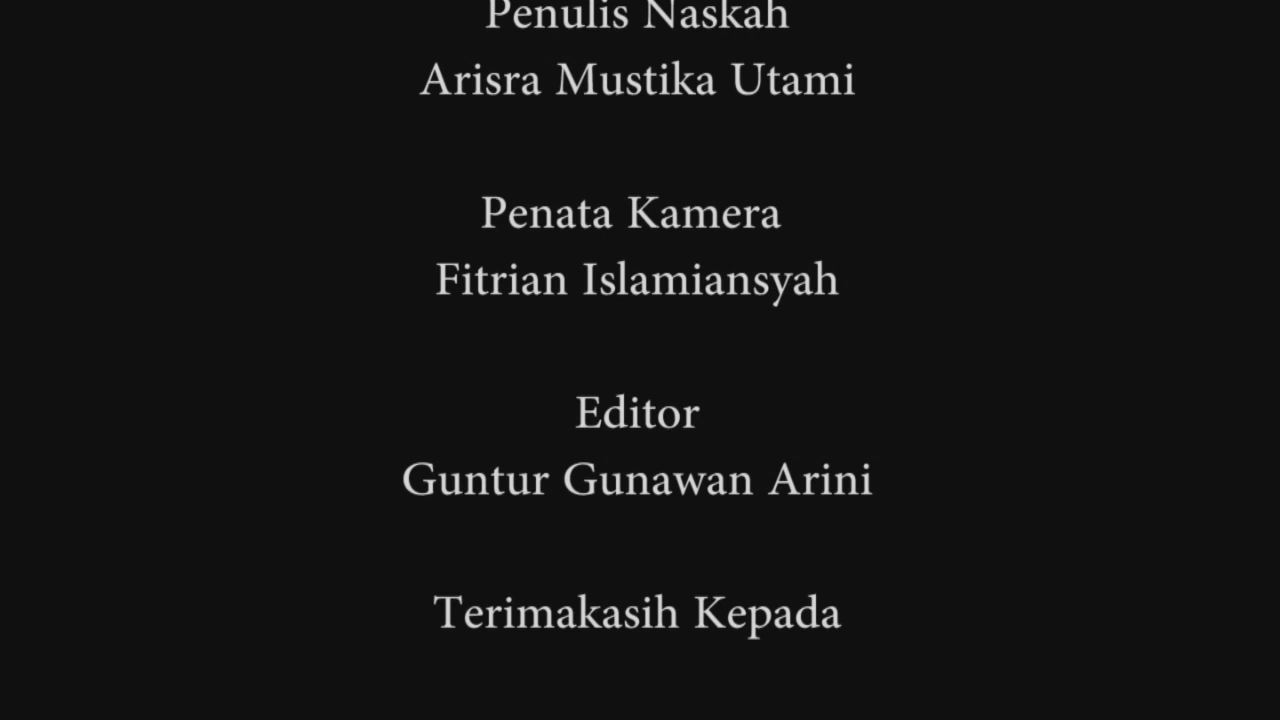 Penulis Naskah
Arisra Mustika Utami
Penata Kamera
Fitrian Islamiansyah
Editor
Guntur Gunawan Arini
Terimakasih Kepada